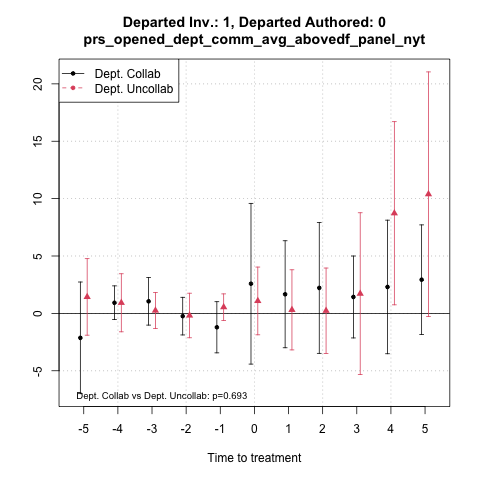 Departed Inv.: 1, Departed Authored: 0
prs_opened_dept_comm_avg_abovedf_panel_nyt
Dept. Collab
Dept. Uncollab
20
15
10
5
0
-5
Dept. Collab vs Dept. Uncollab: p=0.693
-5 -4 -3 -2 -1 0 1 2 3 4 5
Time to treatment